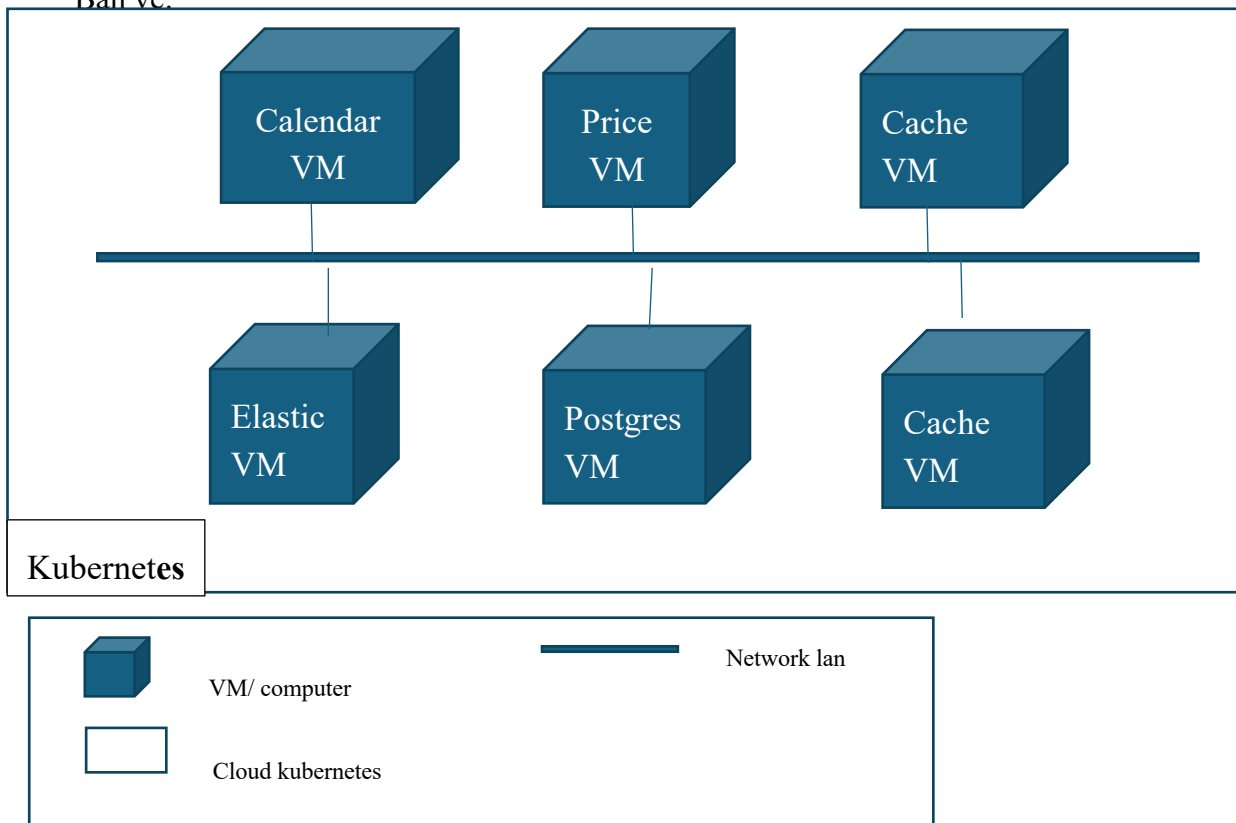 Calendar
VM
Price
VM
Cache
VM
Elastic
VM
Postgres
VM
Cache
VM
Kubernetes
Network lan
VM/ computer
Cloud kubernetes